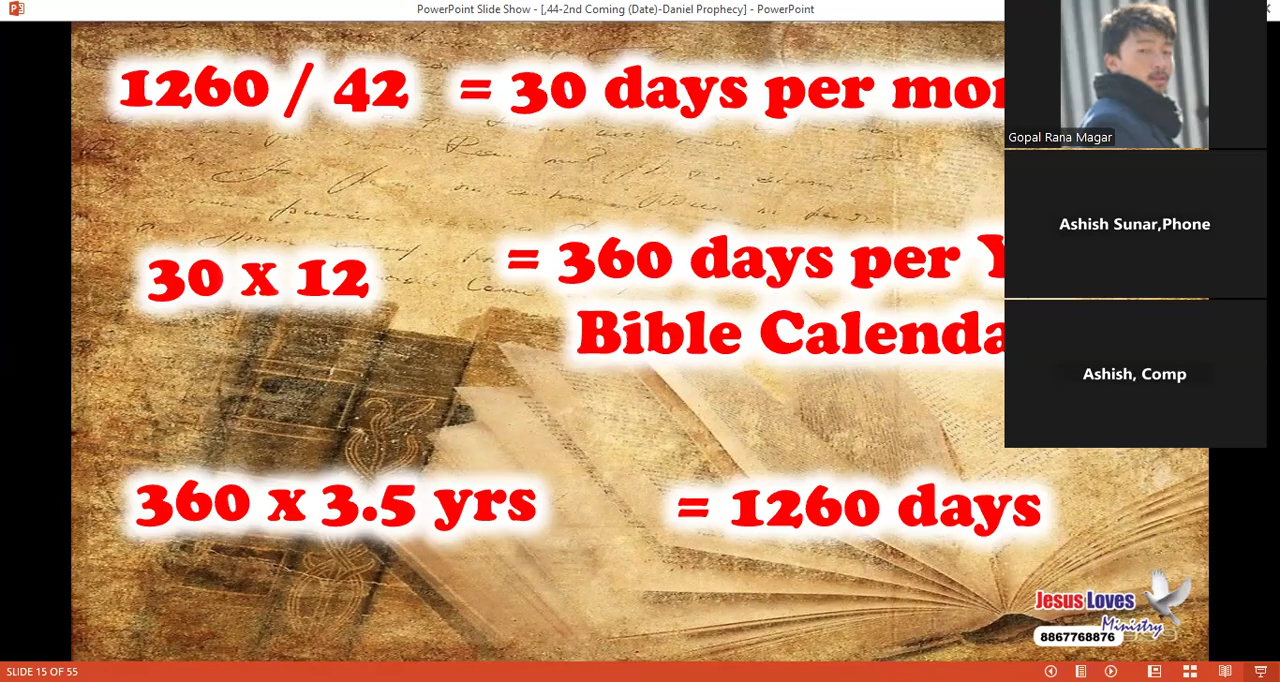 PowerPoint Slide Show - [,44-2nd Coming (Date)-Daniel Prophecy] - PowerPoint
1260 / 42 = 30 days per mon
Gopal Rana Magar
Ashish Sunar,Phone
30 x 12 = 360 days per Y
Bible Calenda
Ashish, Comp
360 x 3.5 yrs = 1260 days
Jesus Loves
Ministry
8867768876
SLIDE 15 OF 55